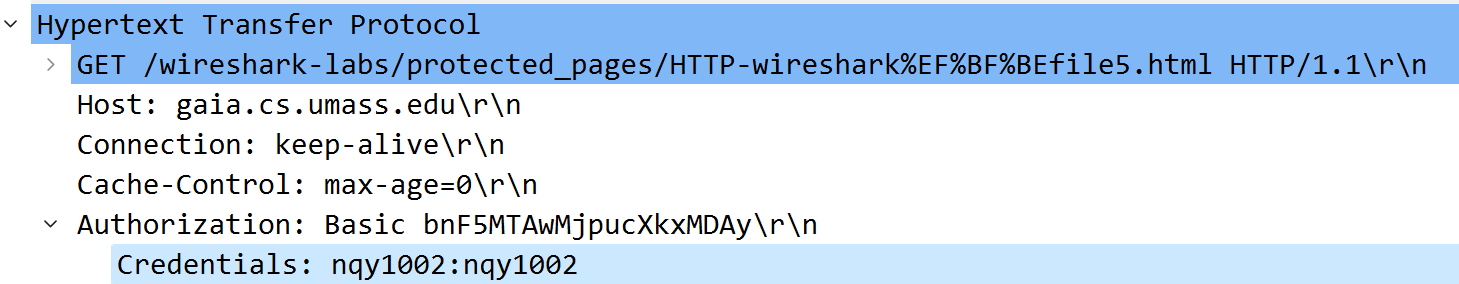 Hypertext Transfer Protocol
GET /wireshark-labs/protected_pages/HTTP-wireshark%EF%BF%BEfile5.html HTTP/1.1\r\n
Host: gaia.cs.umass.edu\r\n
Connection: keep-alive\r\n
Cache-Control: max-age=0\r\n
Authorization: Basic bnF5MTAwMjpucXkxMDAy\r\n
Credentials: nqy1002:nqy1002